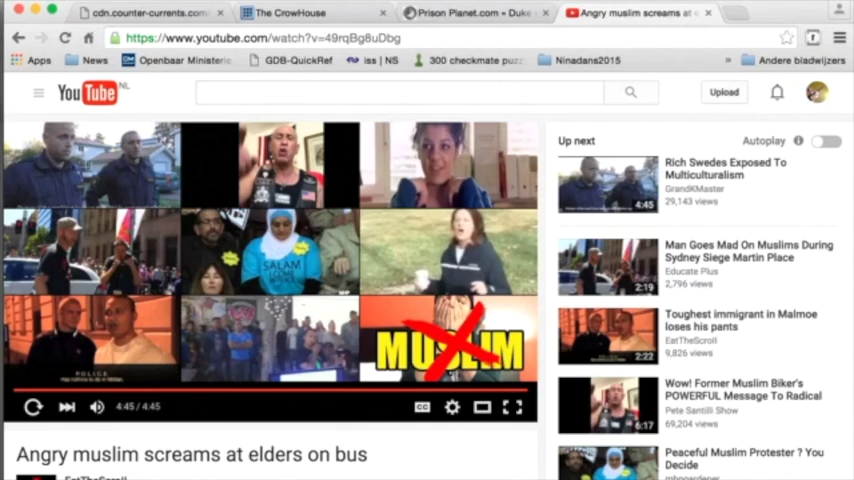 cdn.counter-currents.com/
The CrowHouse
Prison Planet.com » Duke
Angry muslim screams at e
https://www.youtube.com/watch?v=49rqBg8uDbg
Apps
News
Openbaar Ministerie
GDB-QuickRef
iss | NS
300 checkmate puzz
Ninadans2015
»
Andere bladwijzers
YouTube NL
Upload
Up next
Autoplay
SALAM
POLICE
MUSLIM
4:45 / 4:45
CC
Angry muslim screams at elders on bus
EatTheScroll
4:45
Rich Swedes Exposed To
Multiculturalism
GrandKMaster
29,143 views
2:19
Man Goes Mad On Muslims During
Sydney Siege Martin Place
Educate Plus
2,796 views
2:22
Toughest immigrant in Malmoe
loses his pants
EatTheScroll
9,826 views
6:17
Wow! Former Muslim Biker's
POWERFUL Message To Radical
Pete Santilli Show
69,204 views
Peaceful Muslim Protester ? You
Decide